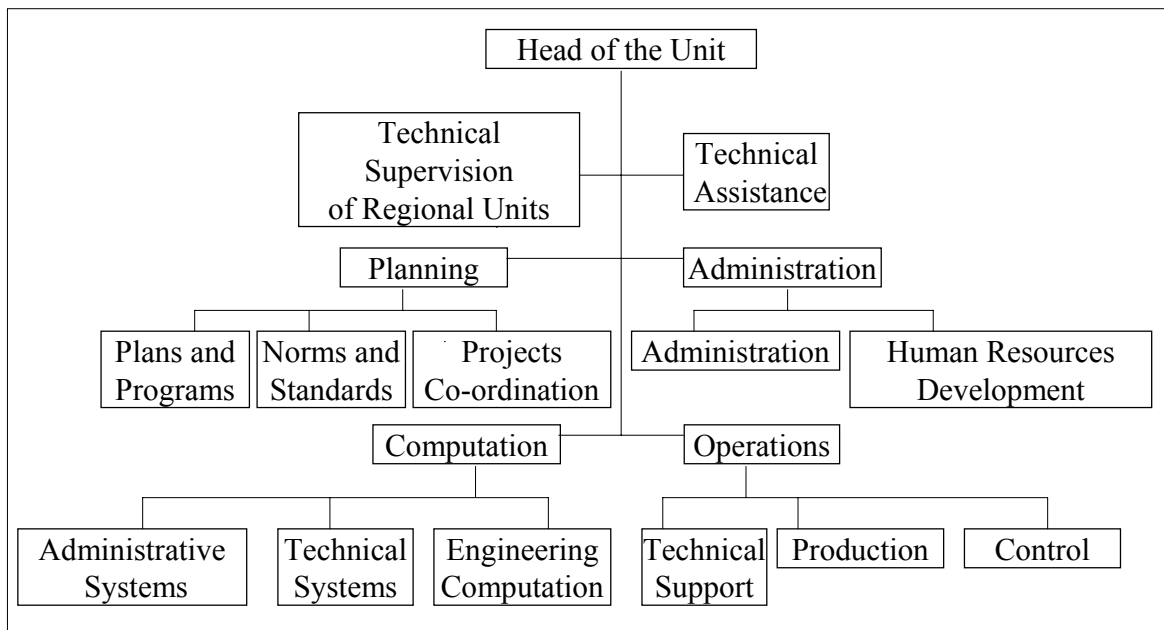 Head of the Unit
Technical
Supervision
of Regional Units
Technical
Assistance
Planning
Administration
Plans and
Programs
Norms and
Standards
Projects
Co-ordination
Administration
Human Resources
Development
Computation
Operations
Administrative
Systems
Technical
Systems
Engineering
Computation
Technical
Support
Production
Control